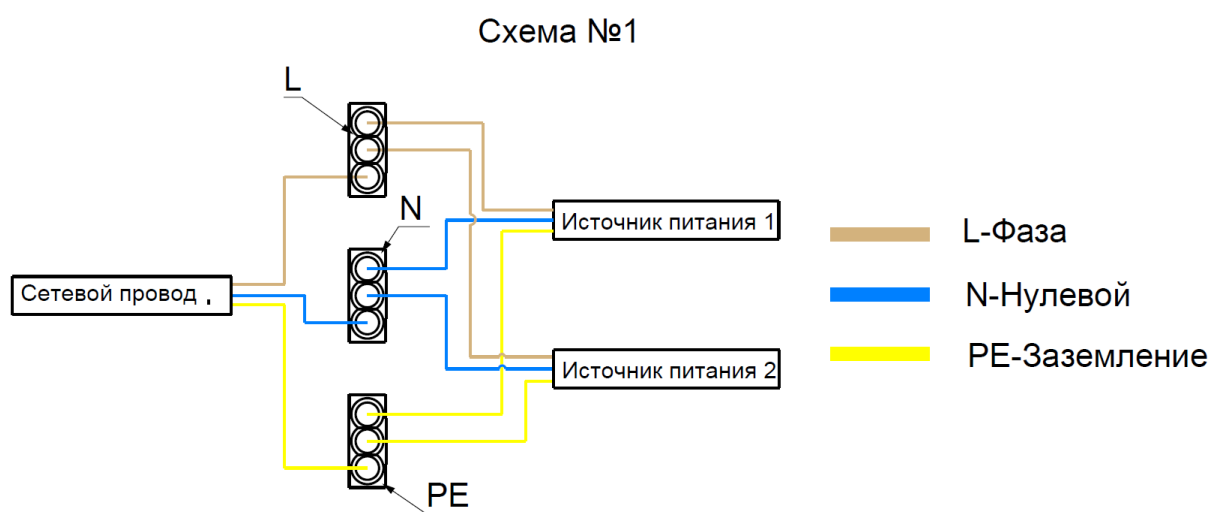 Схема №1
L
N
Источник питания 1
L-Фаза
Сетевой провод
N-Нулевой
Источник питания 2
PE-Заземление
PE